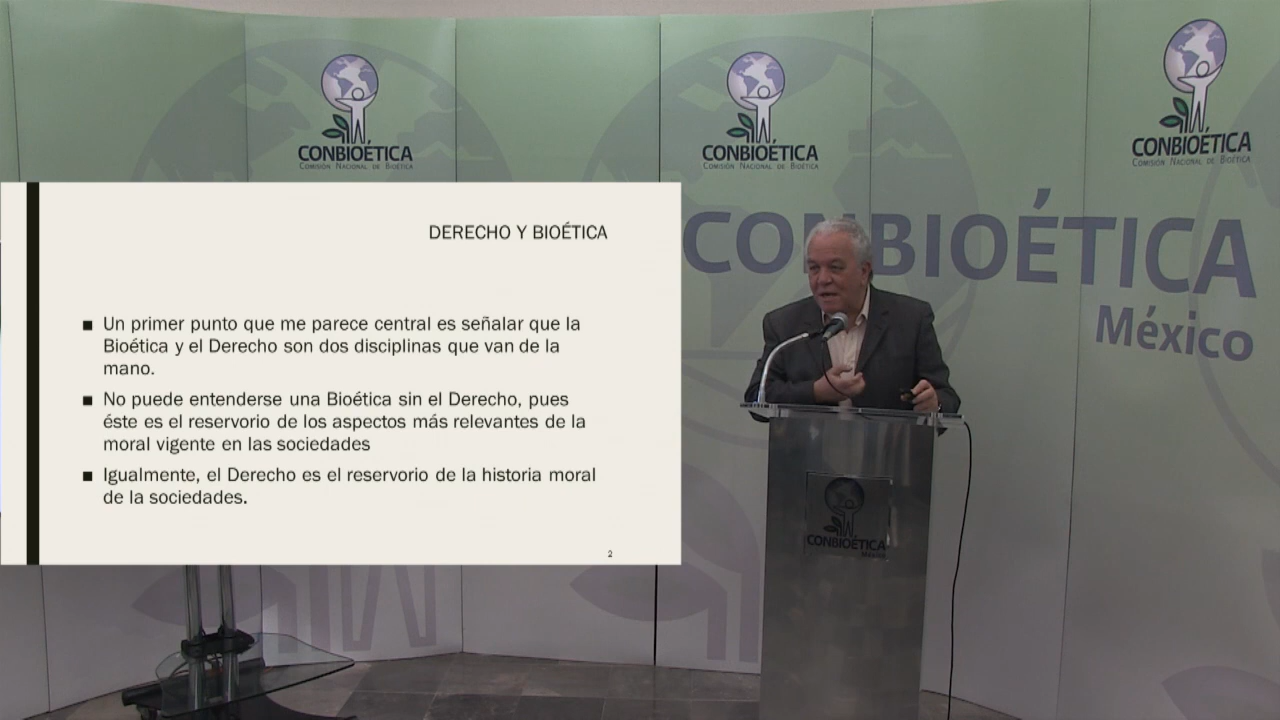 CONBIOÉTICA
COMISIÓN NACIONAL DE BIOÉTICA
CONBIOÉTICA
COMISIÓN NACIONAL DE BIOÉTICA
CONBIOÉTICA
COMISIÓN NACIONAL DE BIOÉTICA
CONBIOÉTICA
México
DERECHO Y BIOÉTICA
■ Un primer punto que me parece central es señalar que la
Bioética y el Derecho son dos disciplinas que van de la
mano.
■ No puede entenderse una Bioética sin el Derecho, pues
éste es el reservorio de los aspectos más relevantes de la
moral vigente en las sociedades
■ Igualmente, el Derecho es el reservorio de la historia moral
de la sociedades.
2
CONBIOÉTICA
México